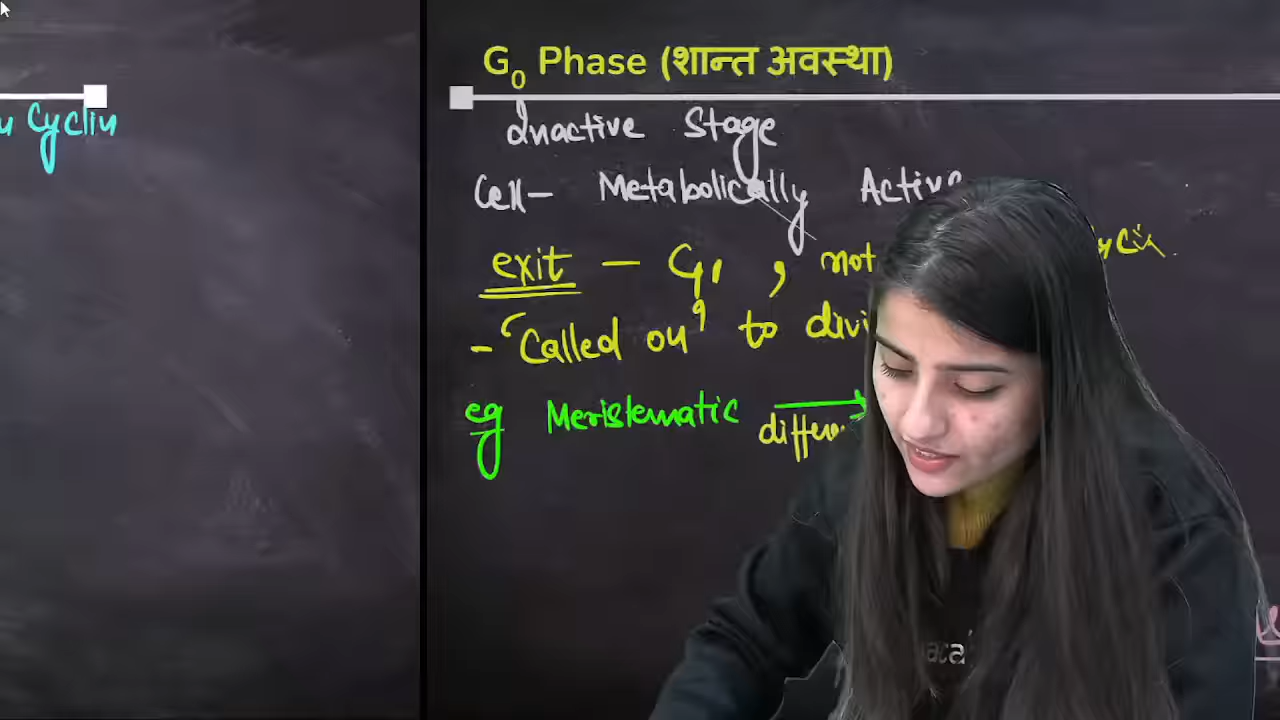 u Cyclin
G₀ Phase (शान्त अवस्था)
Inactive Stage
Cell- Metabolically Active
exit - G₁, not
- 'Called on' to divi
eg Meristematic
differ
aca